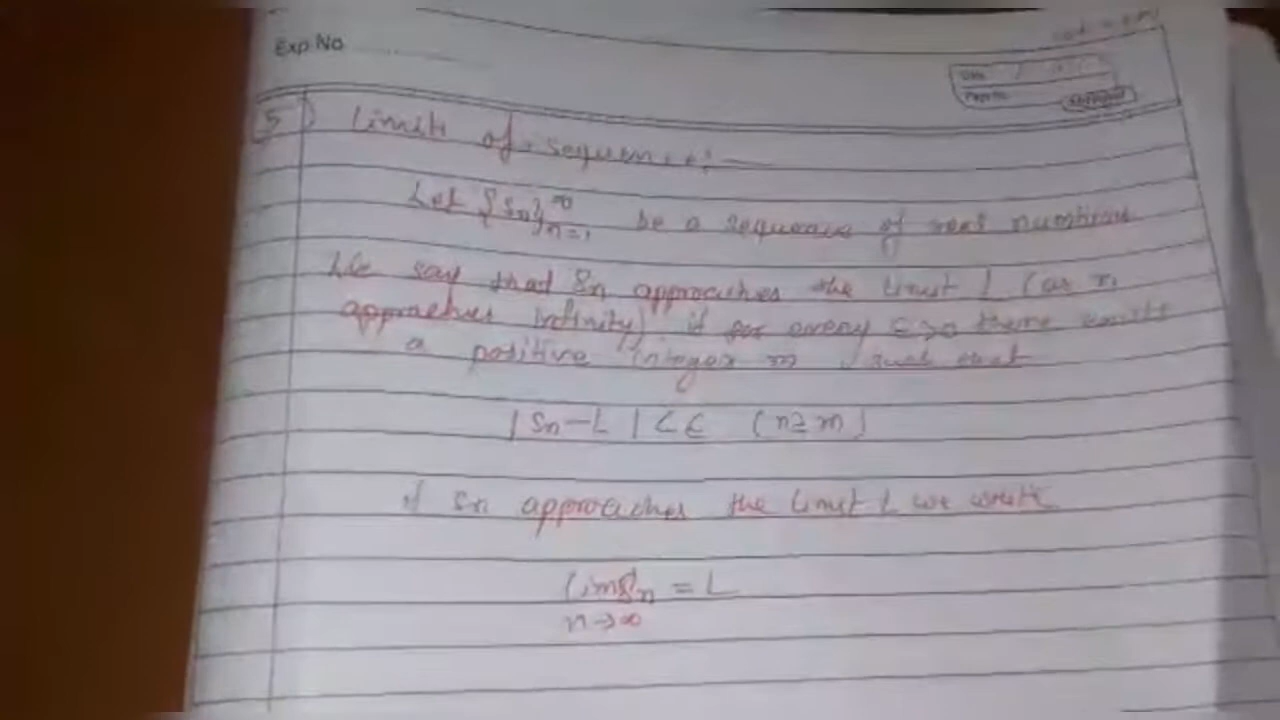 Exp No.
5) Limit of sequence:-
Let {Sn}∞n=1 be a sequence of real numbers
We say that Sn approaches the limit L (as n
approaches infinity) if for every ε>0 there exists
a positive integer m such that
|Sn-L|<ε (n≥m)
if Sn approaches the limit L we write
lim Sn = L
n→∞